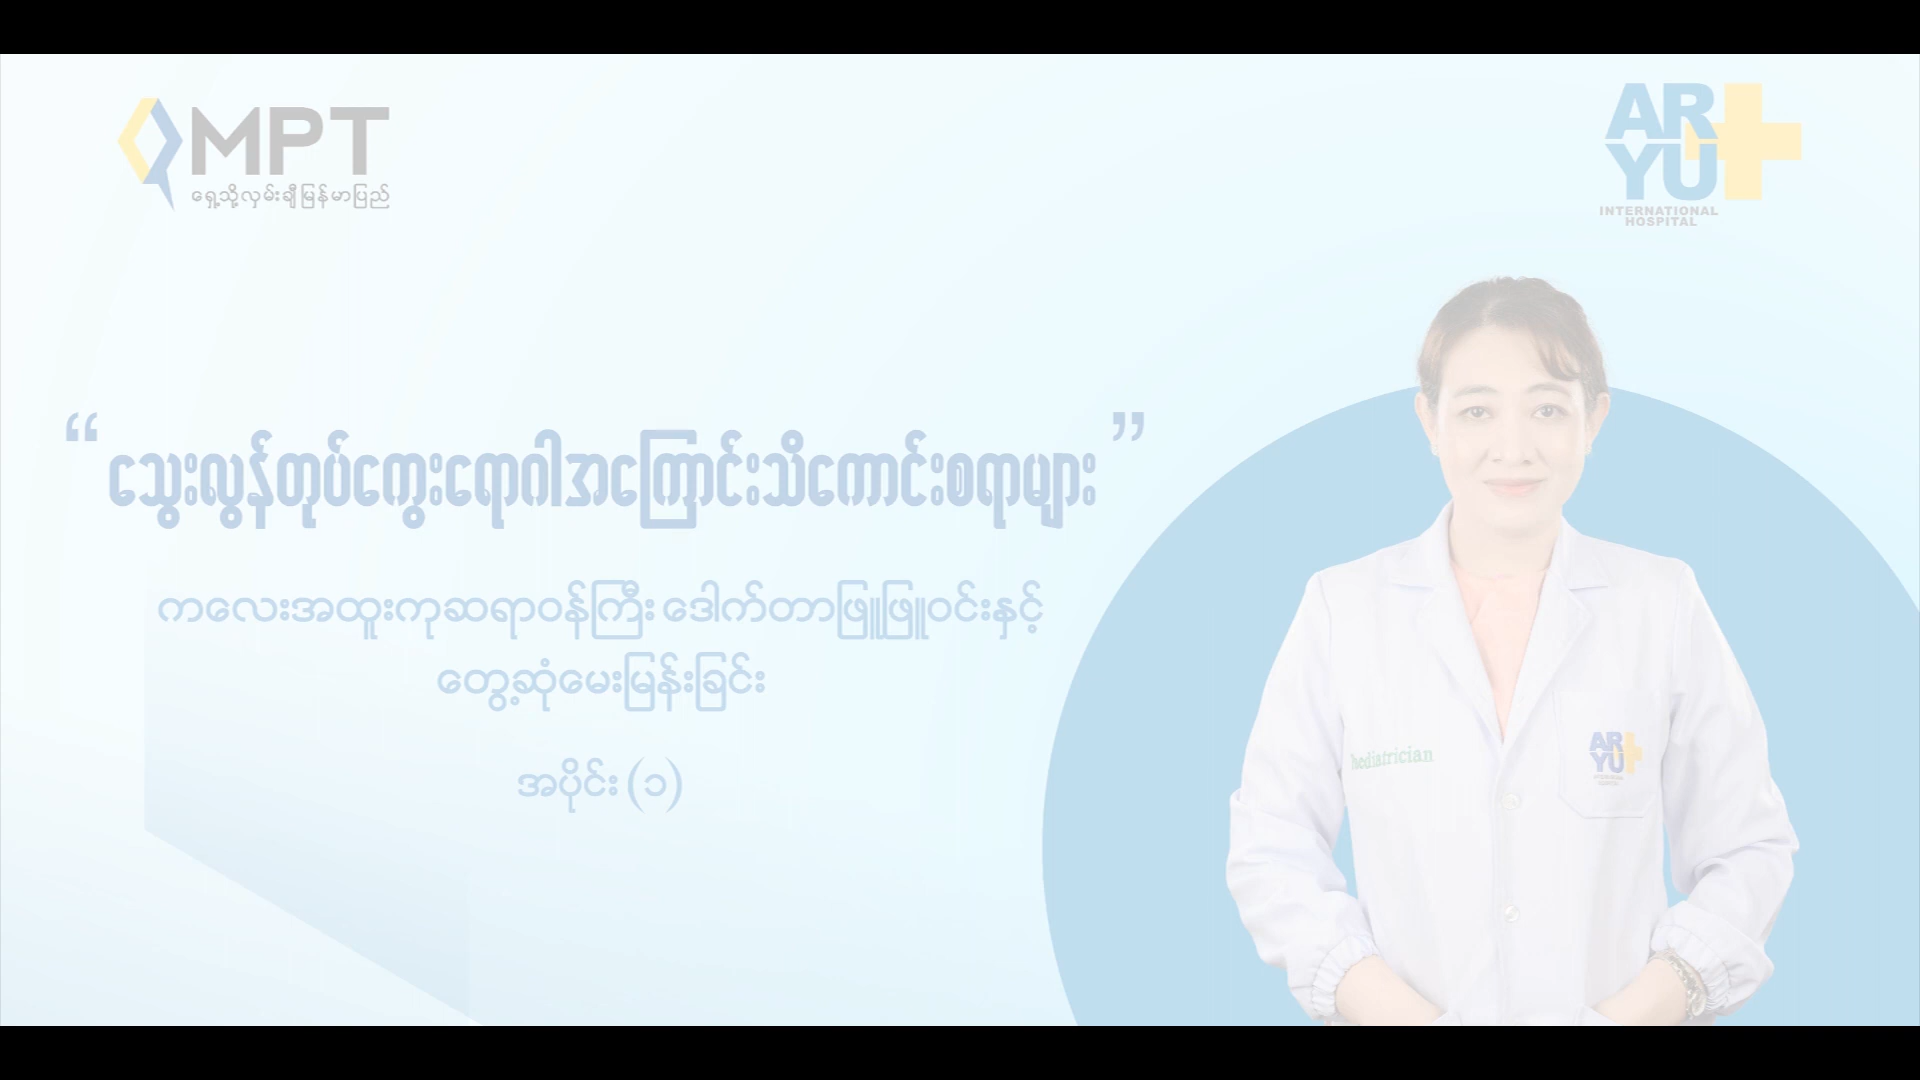 MPT
ရှေ့သို့လှမ်းချီမြန်မာပြည်
AR
YU
INTERNATIONAL
HOSPITAL
“သွေးလွန်တုပ်ကွေးရောဂါအကြောင်းသိကောင်းစရာများ”
ကလေးအထူးကုဆရာဝန်ကြီး ဒေါက်တာဖြူဖြူဝင်းနှင့်
တွေ့ဆုံမေးမြန်းခြင်း
အပိုင်း (၁)
Paediatrician
AR
YU